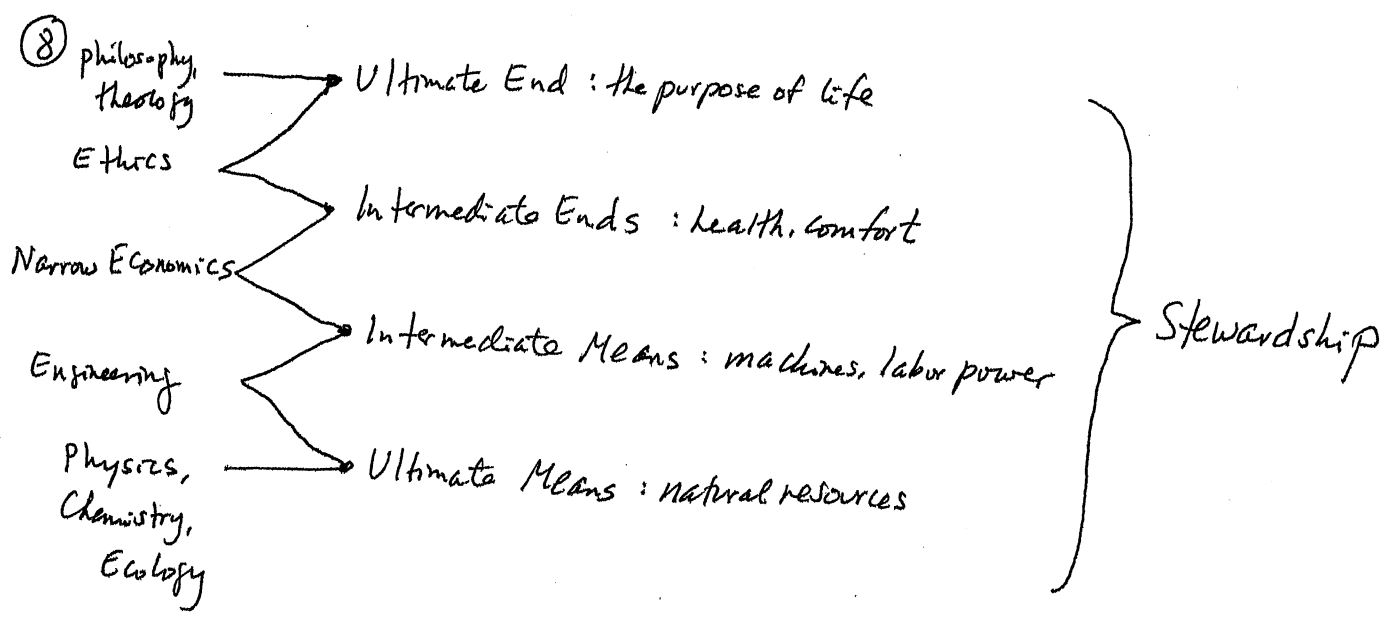 ⑧ philosophy,
theology
Ultimate End : the purpose of life
Ethics
Intermediate Ends : health, comfort
Narrow Economics
Intermediate Means : machines, labor power
Engineering
Physics,
Chemistry,
Ecology
Ultimate Means : natural resources
Stewardship